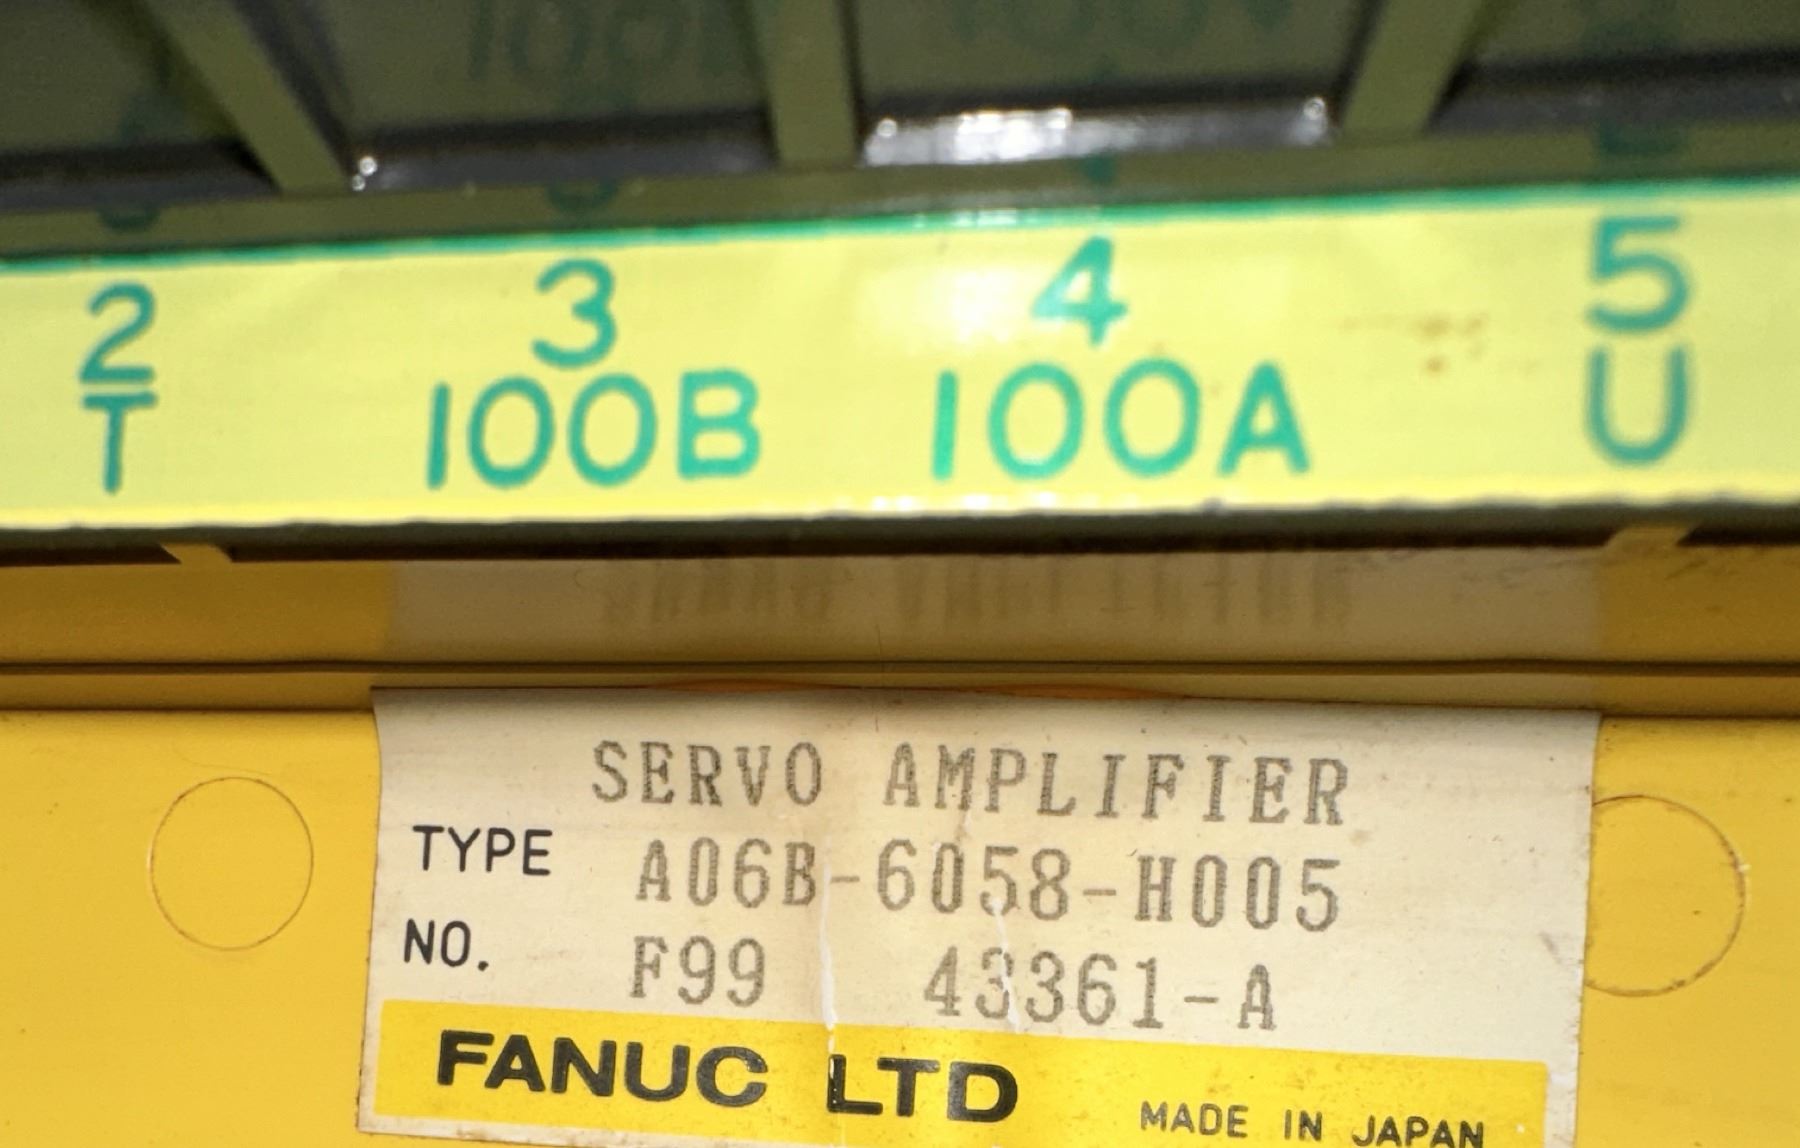 2 3 4 5
T 100B 100A U
SERVO AMPLIFIER
TYPE A06B-6058-H005
NO. F99 43361-A
FANUC LTD MADE IN JAPAN